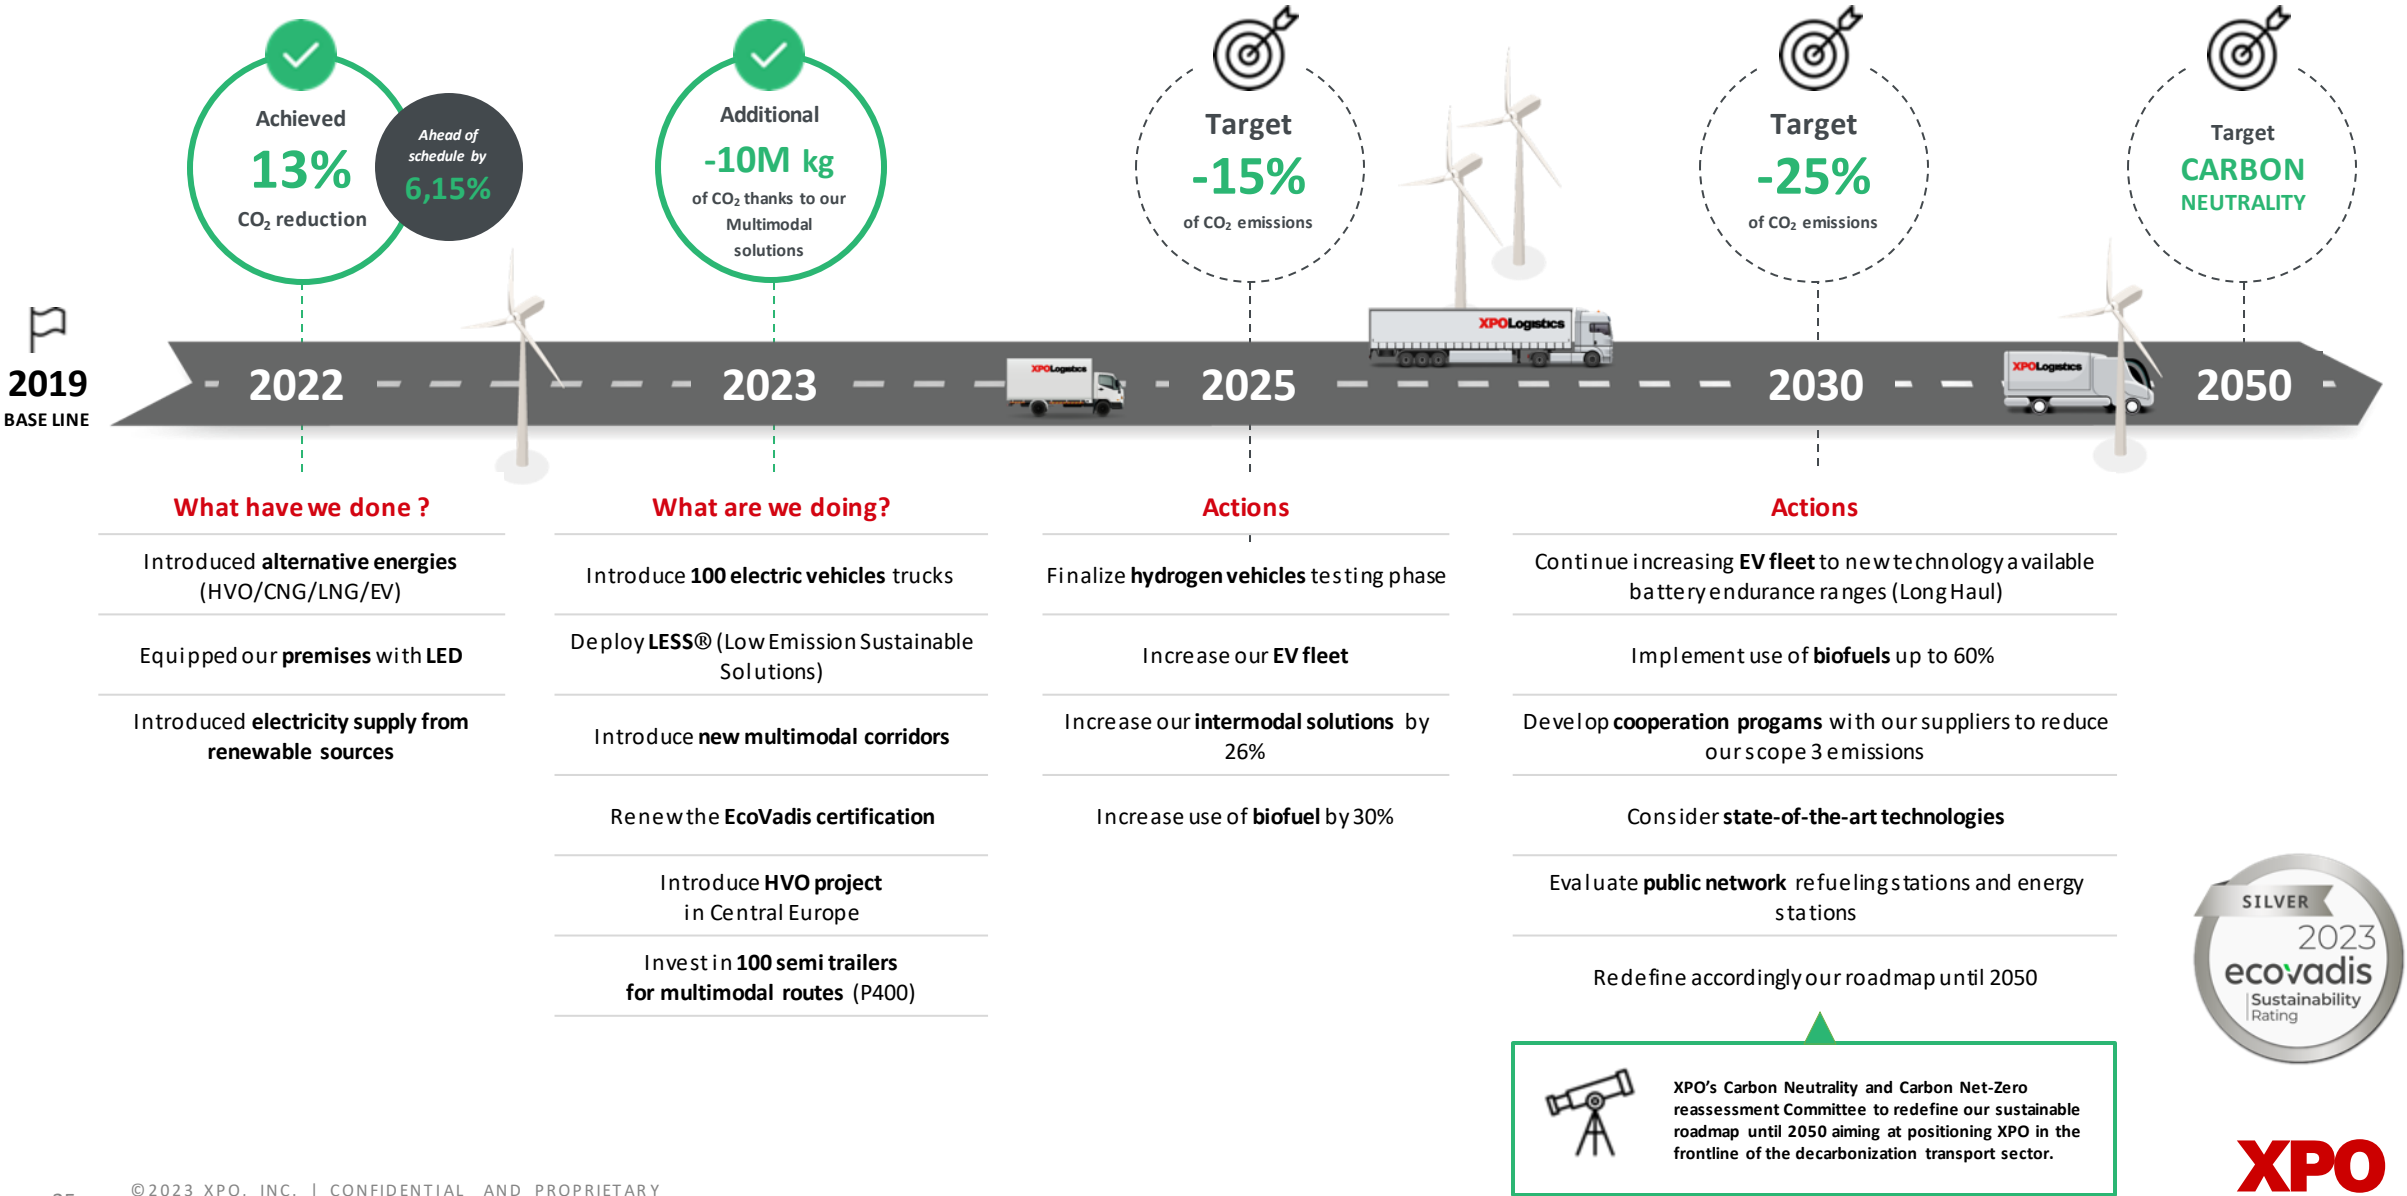 Achieved
13%
CO₂ reduction
Ahead of
schedule by
6,15%
Additional
-10M kg
of CO₂ thanks to our
Multimodal
solutions
Target
-15%
of CO₂ emissions
Target
-25%
of CO₂ emissions
Target
CARBON
NEUTRALITY
2019
BASE LINE
2022
2023
XPOLogistics
2025
XPOLogistics
2030
XPOLogistics
2050
What have we done ?
Introduced alternative energies
(HVO/CNG/LNG/EV)
Equipped our premises with LED
Introduced electricity supply from
renewable sources
What are we doing?
Introduce 100 electric vehicles trucks
Deploy LESS® (Low Emission Sustainable
Solutions)
Introduce new multimodal corridors
Renew the EcoVadis certification
Introduce HVO project
in Central Europe
Invest in 100 semi trailers
for multimodal routes (P400)
Actions
Finalize hydrogen vehicles testing phase
Increase our EV fleet
Increase our intermodal solutions by
26%
Increase use of biofuel by 30%
Actions
Continue increasing EV fleet to new technology available
battery endurance ranges (Long Haul)
Implement use of biofuels up to 60%
Develop cooperation progams with our suppliers to reduce
our scope 3 emissions
Consider state-of-the-art technologies
Evaluate public network refueling stations and energy
stations
Redefine accordingly our roadmap until 2050
XPO’s Carbon Neutrality and Carbon Net-Zero
reassessment Committee to redefine our sustainable
roadmap until 2050 aiming at positioning XPO in the
frontline of the decarbonization transport sector.
SILVER
2023
ecovadis
Sustainability
Rating
XPO
©2023 XPO, INC. | CONFIDENTIAL AND PROPRIETARY